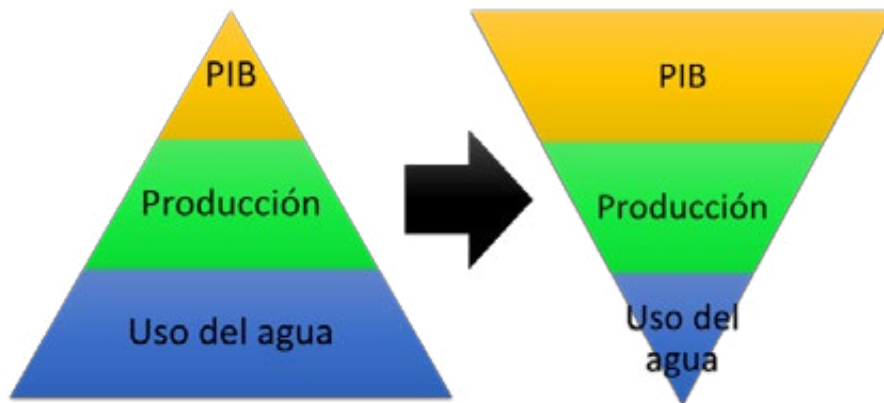 PIB
Producción
Uso del agua
PIB
Producción
Uso del
agua